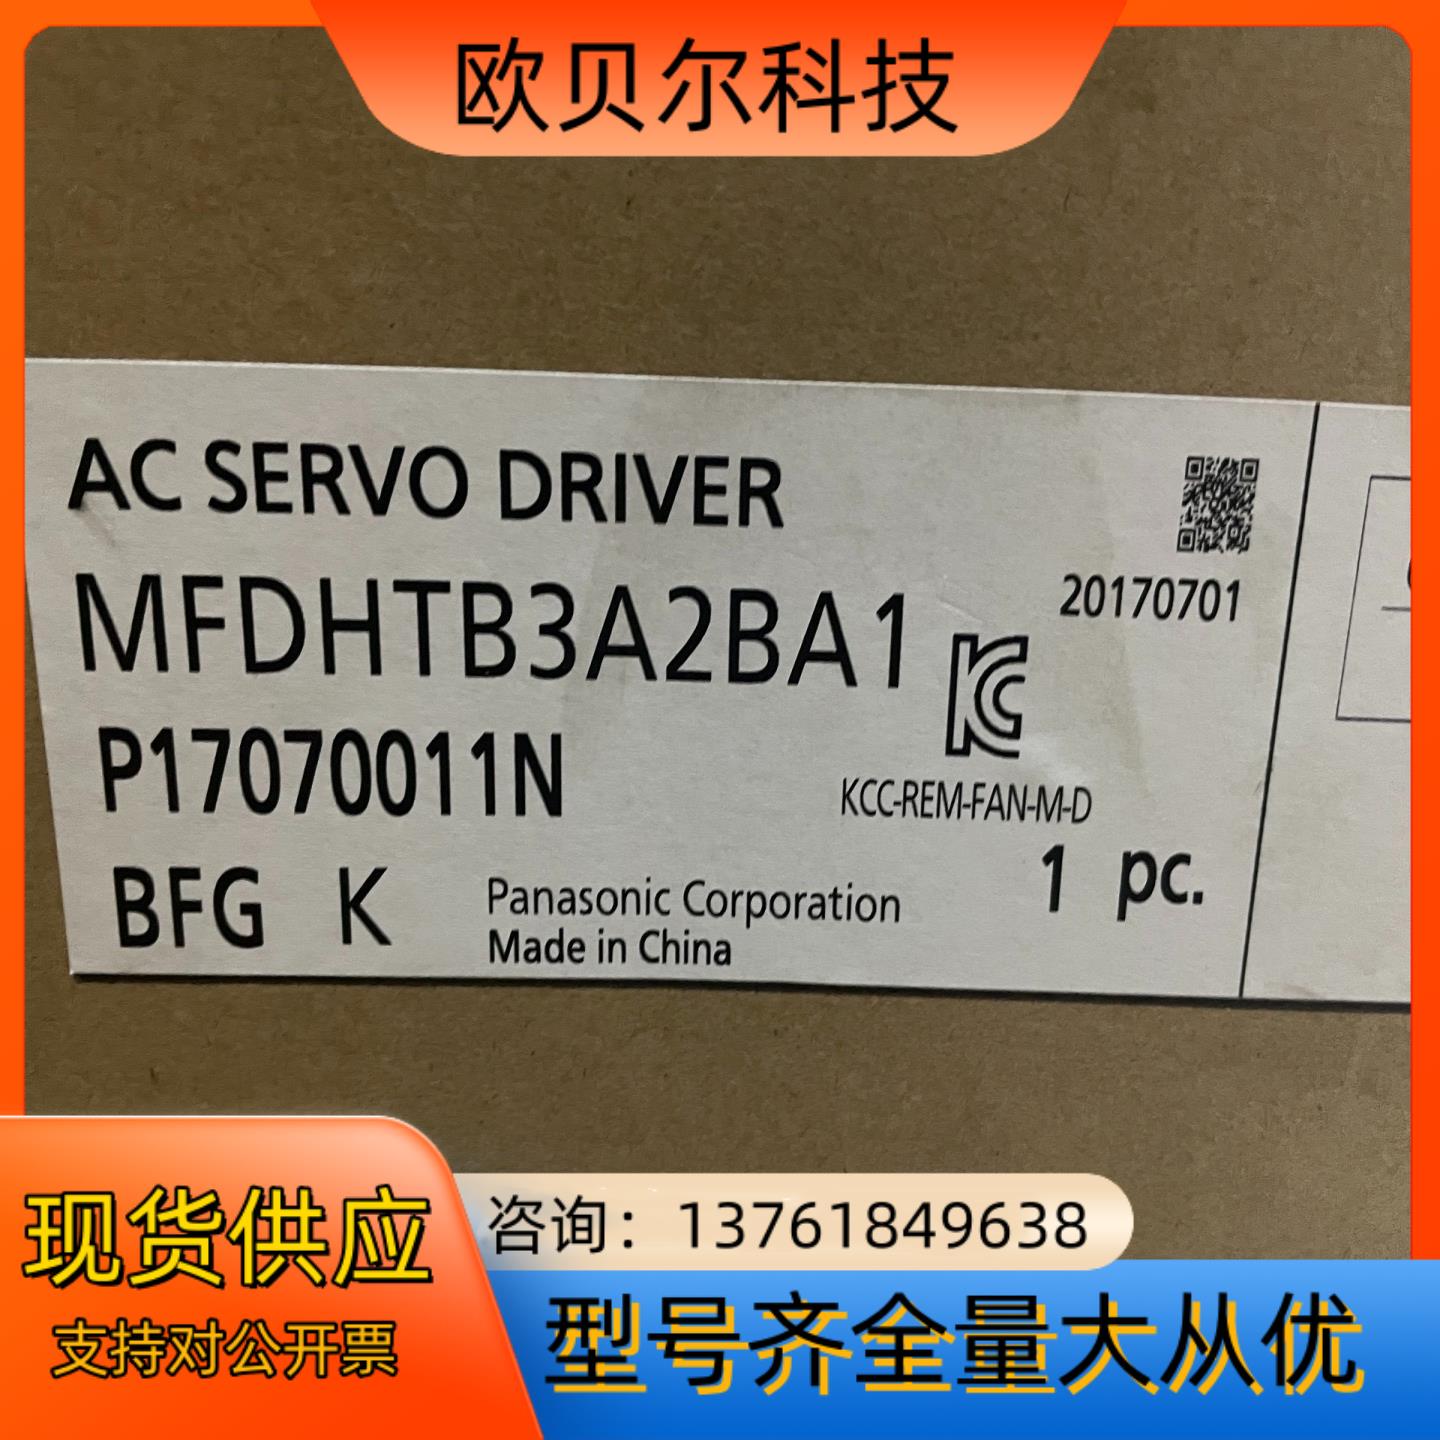 欧贝尔科技
AC SERVO DRIVER
20170701
MFDHTB3A2BA1
P17070011N
KCC-REM-FAN-M-D
1 pc.
BFG K
Panasonic Corporation
Made in China
现货供应
支持对公开票
咨询：13761849638
型号齐全量大从优